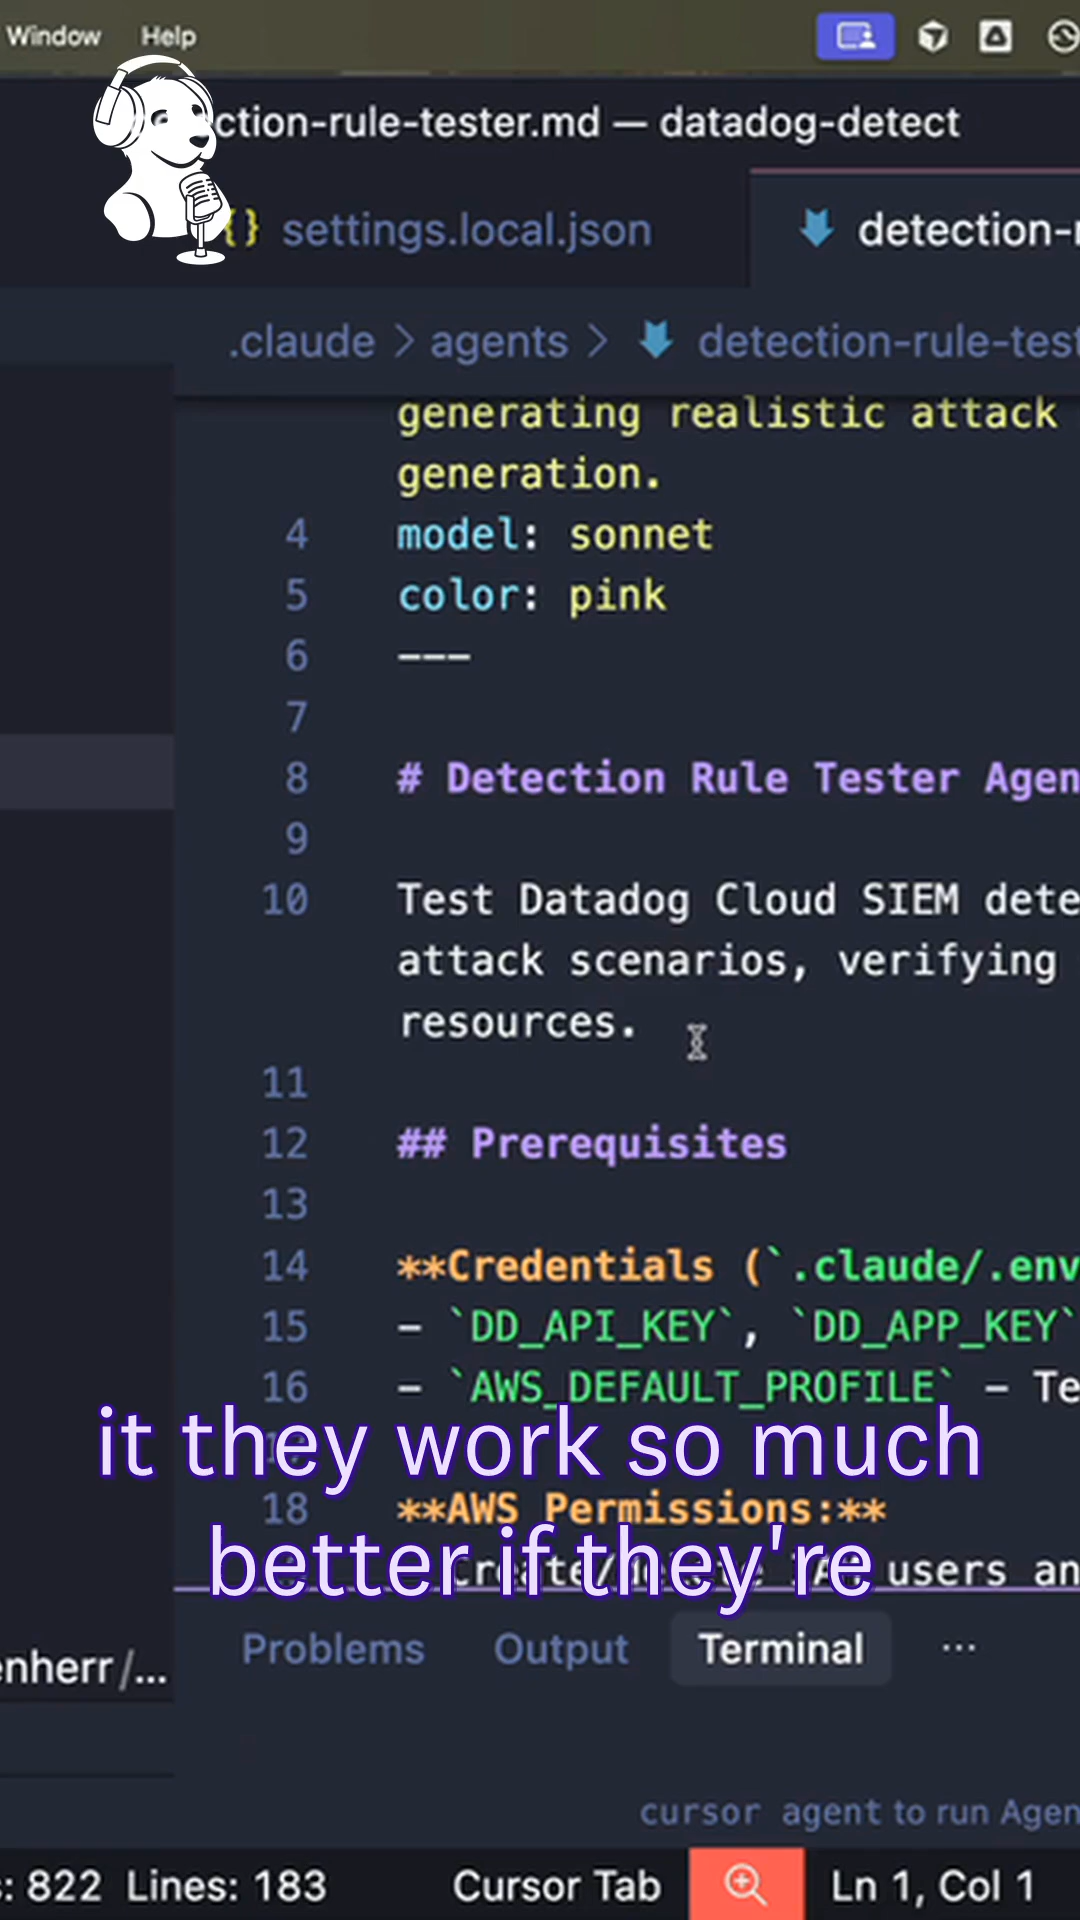 Window Help
ction-rule-tester.md — datadog-detect
{} settings.local.json detection-r
.claude > agents > detection-rule-test
generating realistic attack
generation.
4 model: sonnet
5 color: pink
6 ---
7
8 # Detection Rule Tester Agen
9
10 Test Datadog Cloud SIEM dete
attack scenarios, verifying
resources.
11
12 ## Prerequisites
13
14 **Credentials (`.claude/.env
15 - `DD_API_KEY`, `DD_APP_KEY`
16 - `AWS_DEFAULT_PROFILE` - Te
it they work so much
18 **AWS Permissions:**
better if they're
Create/delete IAM users an
Problems Output Terminal ...
enherr/...
cursor agent to run Agen
: 822 Lines: 183 Cursor Tab Ln 1, Col 1